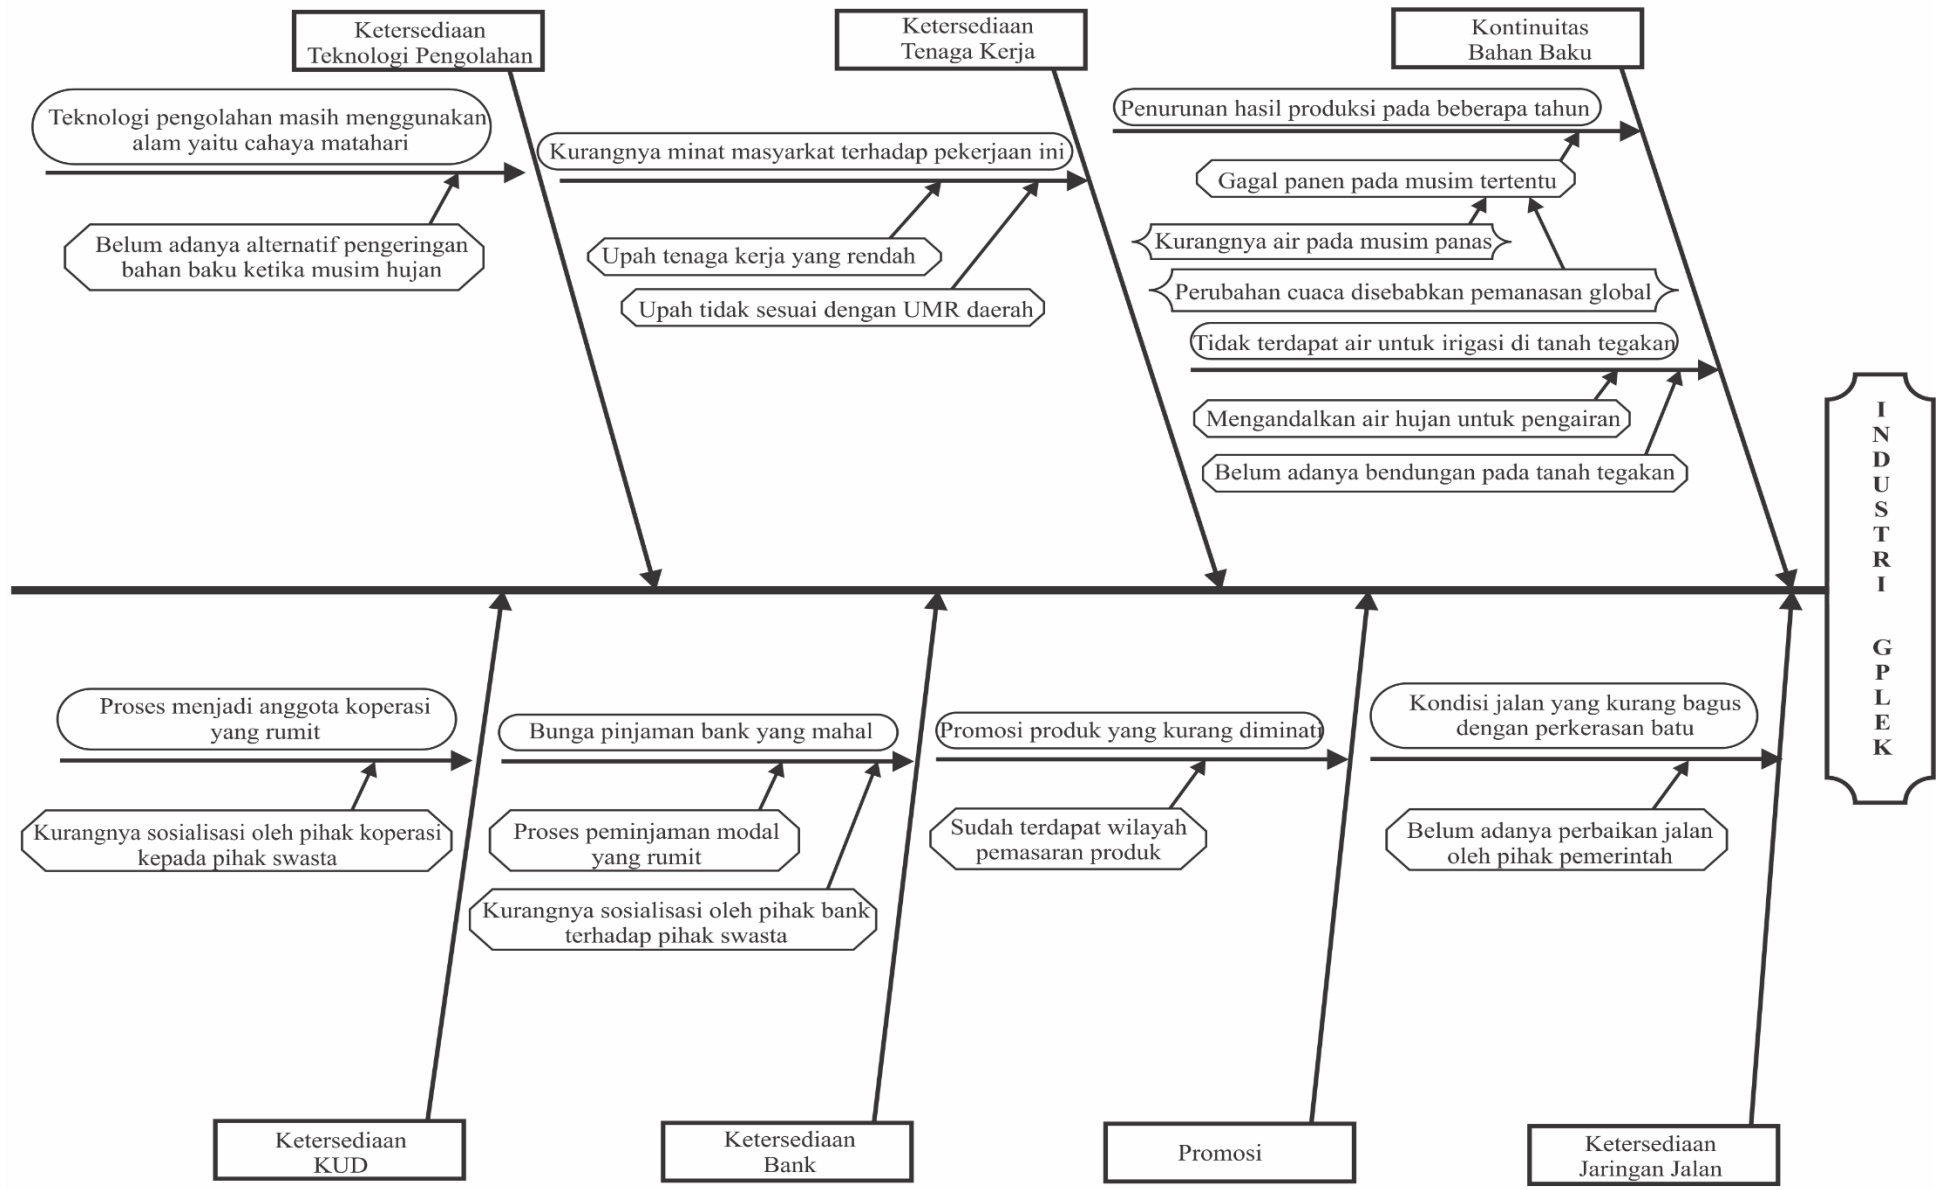 Ketersediaan
Teknologi Pengolahan
Ketersediaan
Tenaga Kerja
Kontinuitas
Bahan Baku
Teknologi pengolahan masih menggunakan
alam yaitu cahaya matahari
Belum adanya alternatif pengeringan
bahan baku ketika musim hujan
Kurangnya minat masyarkat terhadap pekerjaan ini
Upah tenaga kerja yang rendah
Upah tidak sesuai dengan UMR daerah
Penurunan hasil produksi pada beberapa tahun
Gagal panen pada musim tertentu
Kurangnya air pada musim panas
Perubahan cuaca disebabkan pemanasan global
Tidak terdapat air untuk irigasi di tanah tegakan
Mengandalkan air hujan untuk pengairan
Belum adanya bendungan pada tanah tegakan
INDUSTRI GPLEK
Proses menjadi anggota koperasi
yang rumit
Kurangnya sosialisasi oleh pihak koperasi
kepada pihak swasta
Bunga pinjaman bank yang mahal
Proses peminjaman modal
yang rumit
Kurangnya sosialisasi oleh pihak bank
terhadap pihak swasta
Promosi produk yang kurang diminati
Sudah terdapat wilayah
pemasaran produk
Kondisi jalan yang kurang bagus
dengan perkerasan batu
Belum adanya perbaikan jalan
oleh pihak pemerintah
Ketersediaan
KUD
Ketersediaan
Bank
Promosi
Ketersediaan
Jaringan Jalan